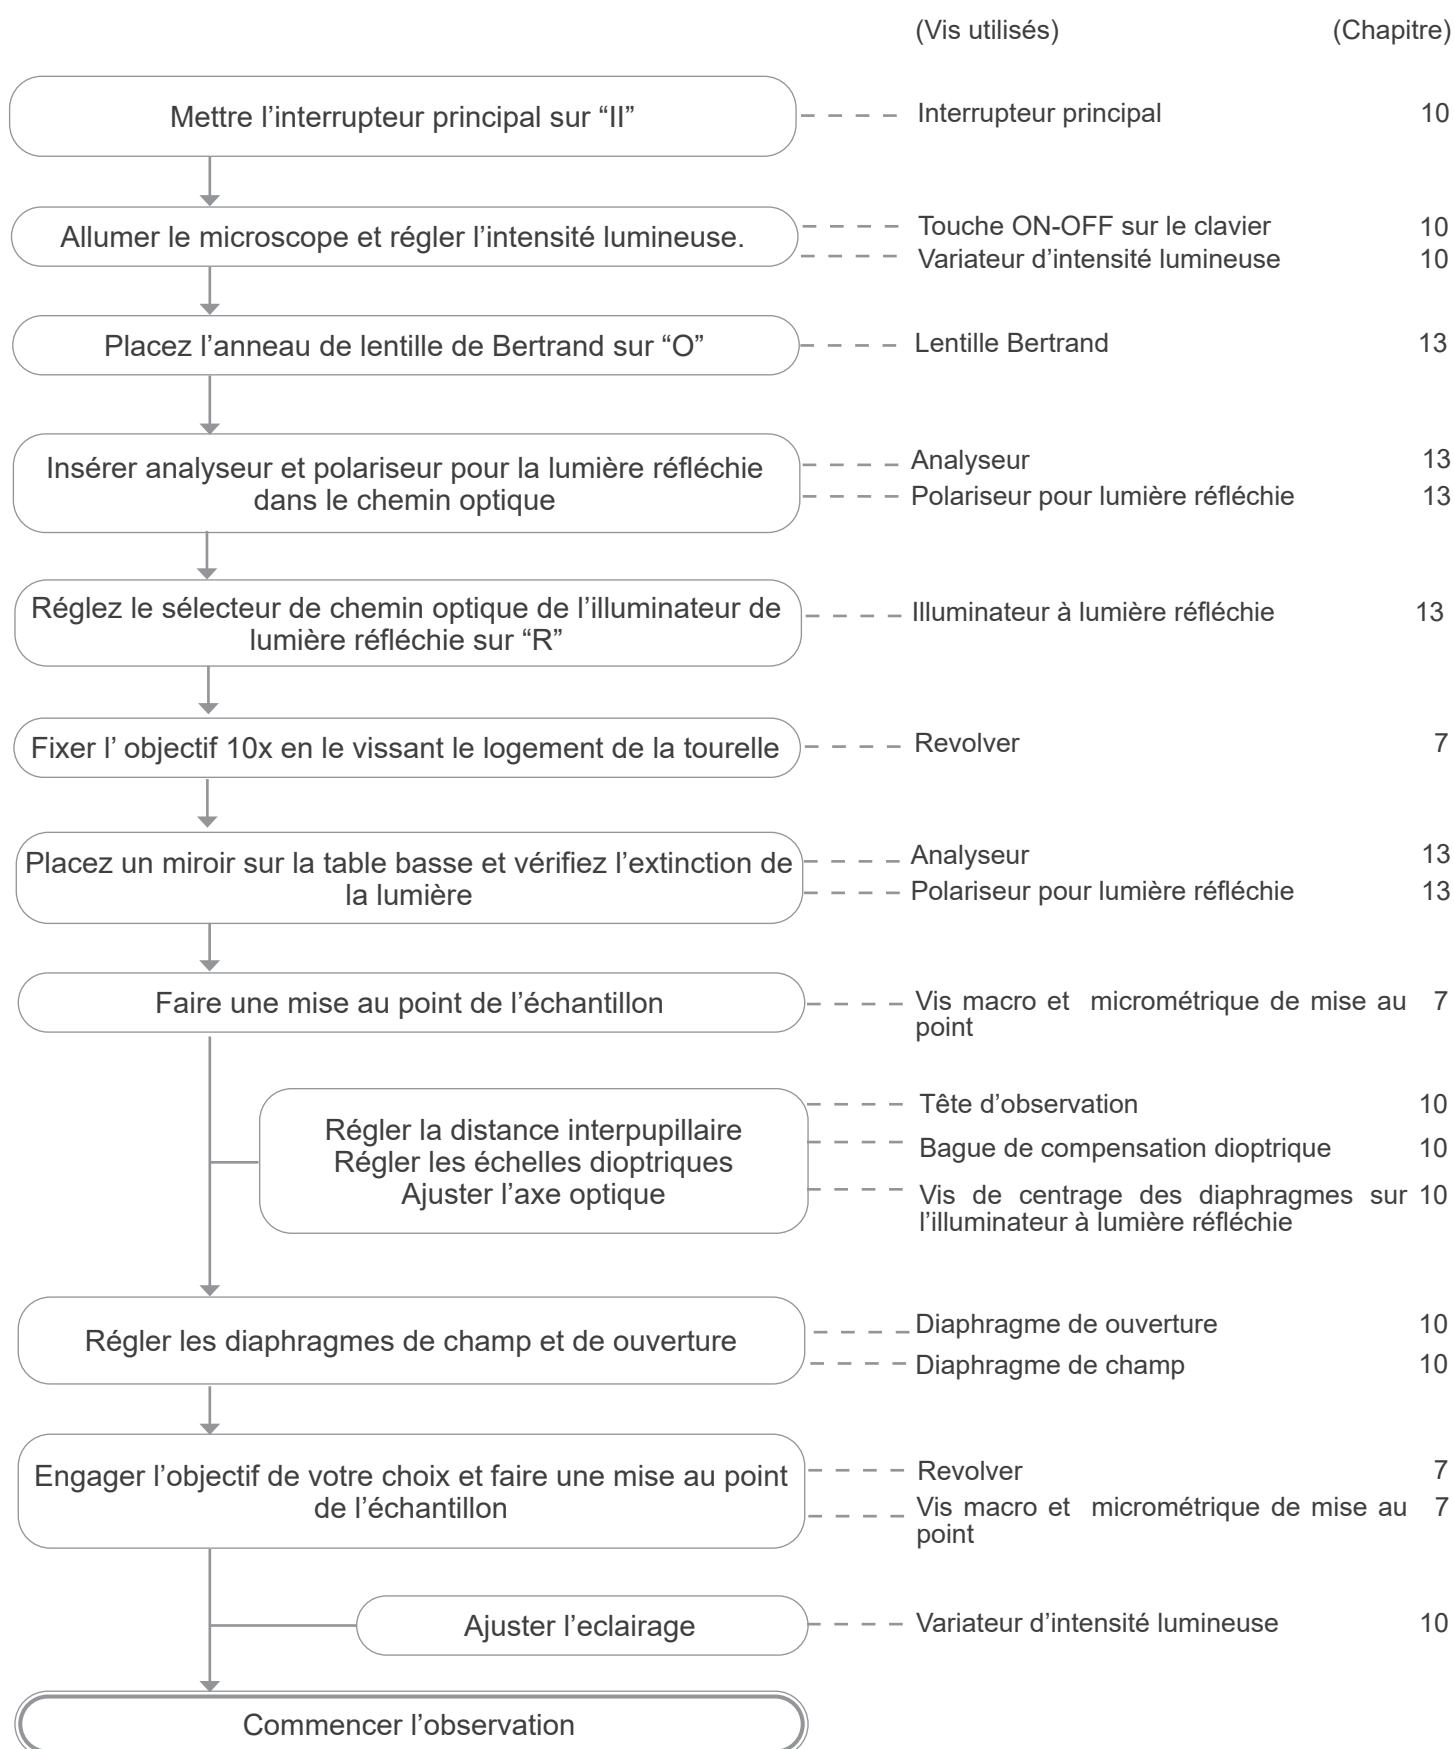 (Vis utilisés) (Chapitre)
Mettre l’interrupteur principal sur “II” Interrupteur principal 10
Allumer le microscope et régler l’intensité lumineuse. Touche ON-OFF sur le clavier 10
Variateur d’intensité lumineuse 10
Placez l’anneau de lentille de Bertrand sur “O” Lentille Bertrand 13
Insérer analyseur et polariseur pour la lumière réfléchie Analyseur 13
dans le chemin optique Polariseur pour lumière réfléchie 13
Réglez le sélecteur de chemin optique de l’illuminateur de Illuminateur à lumière réfléchie 13
lumière réfléchie sur “R”
Fixer l’ objectif 10x en le vissant le logement de la tourelle Revolver 7
Placez un miroir sur la table basse et vérifiez l’extinction de Analyseur 13
la lumière Polariseur pour lumière réfléchie 13
Faire une mise au point de l’échantillon Vis macro et micrométrique de mise au 7
point
Régler la distance interpupillaire Tête d’observation 10
Régler les échelles dioptriques Bague de compensation dioptrique 10
Ajuster l’axe optique Vis de centrage des diaphragmes sur 10
l’illuminateur à lumière réfléchie
Régler les diaphragmes de champ et de ouverture Diaphragme de ouverture 10
Diaphragme de champ 10
Engager l’objectif de votre choix et faire une mise au point Revolver 7
de l’échantillon Vis macro et micrométrique de mise au 7
point
Ajuster l’eclairage Variateur d’intensité lumineuse 10
Commencer l’observation